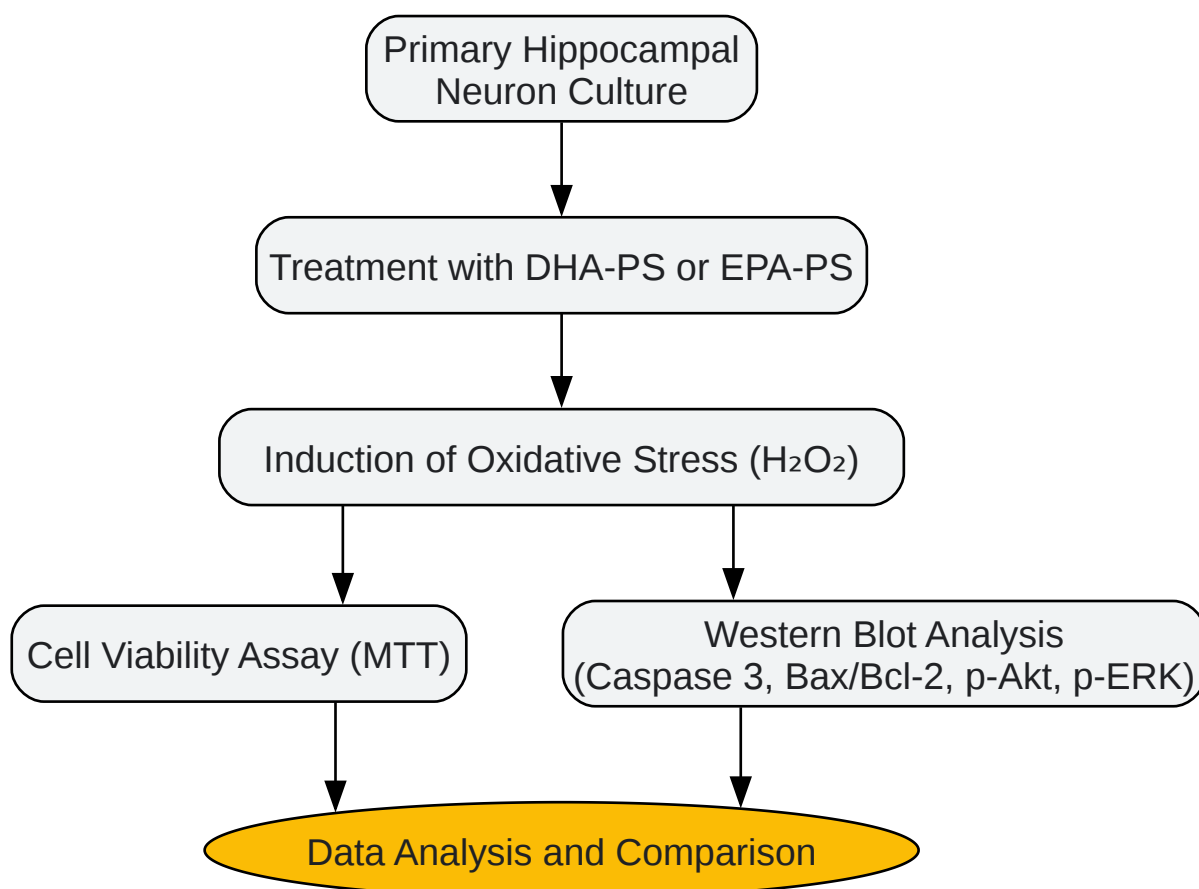 Primary Hippocampal
Neuron Culture
Treatment with DHA-PS or EPA-PS
Induction of Oxidative Stress (H₂O₂)
Cell Viability Assay (MTT)
Western Blot Analysis
(Caspase 3, Bax/Bcl-2, p-Akt, p-ERK)
Data Analysis and Comparison